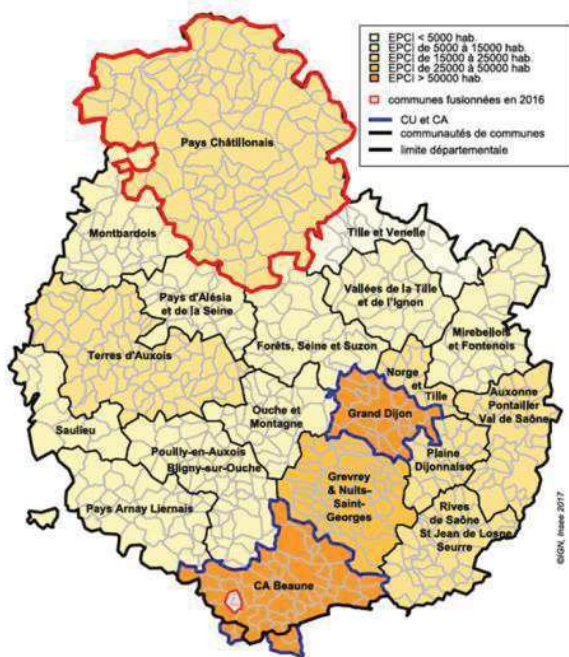 EPCI < 5000 hab.
EPCI de 5000 à 15000 hab.
EPCI de 15000 à 25000 hab.
EPCI de 25000 à 50000 hab.
EPCI > 50000 hab
communes fusionnées en 2016
CU et CA
communautés de communes
limite départementale
Pays Châtillonais
Montbardois
Tille et Venelle
Pays d'Alésia
et de la Seine
Vallées de la Tille
et de l'Ignon
Mirebellois
et Fontenois
Forêts, Seine et Suzon
Terres d'Auxois
Norge
et
Tille
Auxonne
Pontailler
Val de Saône
Grand Dijon
Ouche et
Montagne
Saulieu
Pouilly-en-Auxois
Bligny-sur-Ouche
Plaine
Dijonnaise
Grevrey
& Nuits–
Saint-
Georges
Pays Arnay Liernais
Rives
de Saône
St Jean de Losne
Seurre
CA Beaune
©IGN, Insee 2017